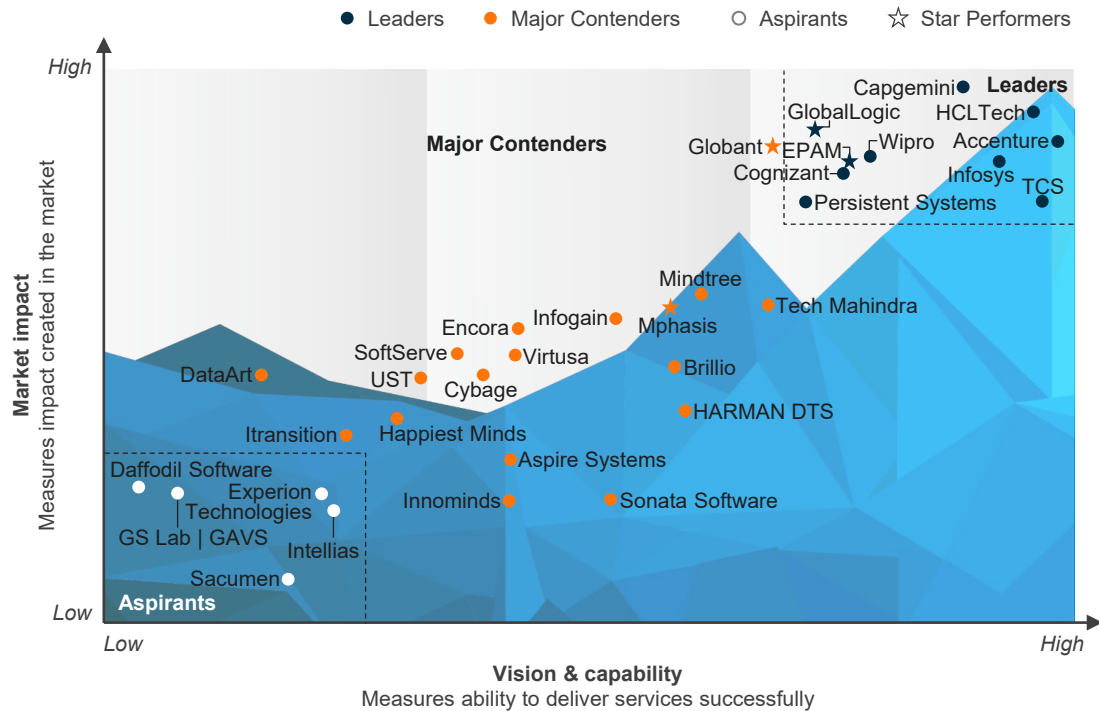 Leaders
Major Contenders
Aspirants
Star Performers
High
Capgemini
Leaders
GlobalLogic
HCLTech
Major Contenders
Globant
EPAM
Wipro
Accenture
Cognizant
Infosys
TCS
Persistent Systems
Market impact
Measures impact created in the market
Mindtree
Tech Mahindra
Infogain
Mphasis
Encora
SoftServe
Virtusa
DataArt
UST
Cybage
Brillio
HARMAN DTS
Itransition
Happiest Minds
Aspire Systems
Daffodil Software
Experion
Technologies
Innominds
Sonata Software
GS Lab | GAVS
Intellias
Sacumen
Aspirants
Low
Low
High
Vision & capability
Measures ability to deliver services successfully